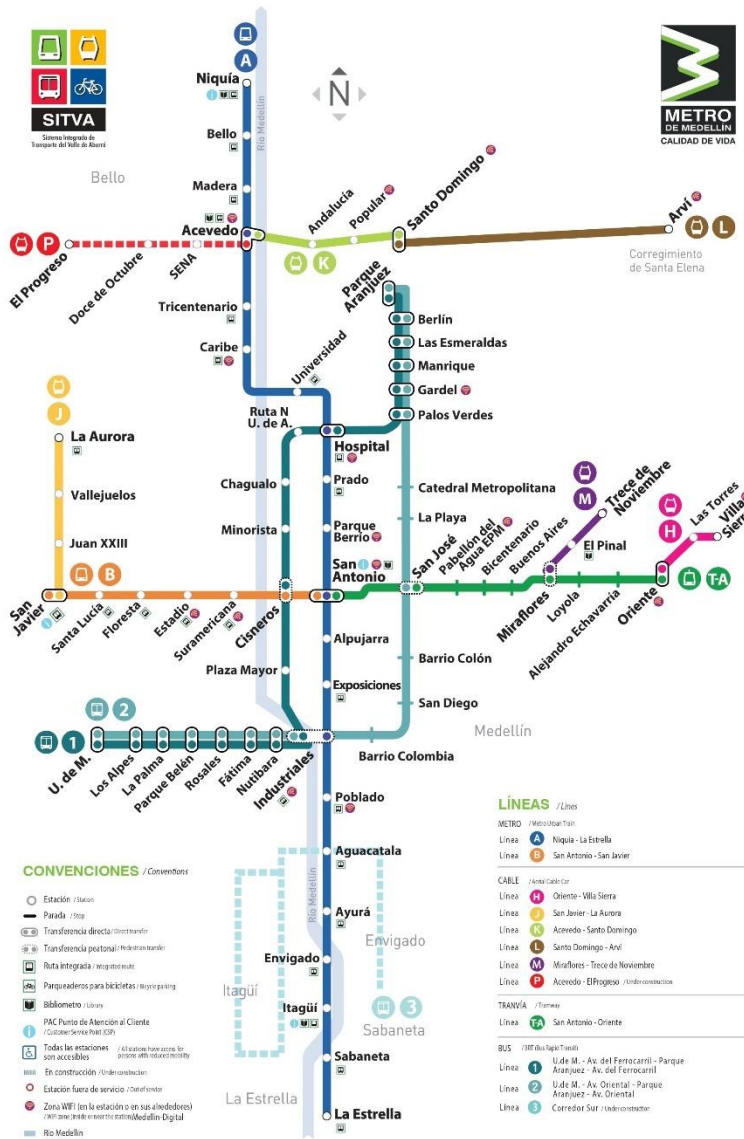 SITVA
Sistema Integrado de
Transporte del Valle de Aburrá
N
METRO
DE MEDELLÍN
CALIDAD DE VIDA
Río Medellín
A
Niquía
Bello
Madera
Acevedo
Bello
P
El Progreso
Doce de Octubre
SENA
Andalucía
Popular
Santo Domingo
K
Arví
L
Corregimiento
de Santa Elena
Tricentenario
Caribe
Universidad
Parque
Aranjuez
Berlín
Las Esmeraldas
Manrique
Gardel
Palos Verdes
J
La Aurora
Vallejuelos
Juan XXIII
Ruta N
U. de A.
Hospital
Chagualo
Prado
Minorista
Parque
Berrio
Catedral Metropolitana
La Playa
M
Trece de
Noviembre
El Pinal
H
Las Torres
Villa
Sierra
B
San
Javier
Santa Lucía
Floresta
Estadio
Suramericana
Cisneros
San
Antonio
San José
Pabellón del
Agua EPM
Bicentenario
Buenos Aires
Miraflores
Loyola
Alejandro Echavarría
Oriente
T-A
Alpujarra
Plaza Mayor
Exposiciones
Barrio Colón
San Diego
Medellín
2
1
U. de M.
Los Alpes
La Palma
Parque Belén
Rosales
Fátima
Nutibara
Industriales
Barrio Colombia
Poblado
Aguacatala
Río Medellín
Ayurá
Envigado
Envigado
Itagüí
Itagüí
3
Sabaneta
Sabaneta
La Estrella
La Estrella
CONVENCIONES / Conventions
Estación / Station
Parada / Stop
Transferencia directa / Direct transfer
Transferencia peatonal / Pedestrian transfer
Ruta integrada / Integrated route
Parqueaderos para bicicletas / Bicycle parking
Bibliometro / Library
PAC Punto de Atención al Cliente
/ Customer Service Point (CSP)
Todas las estaciones
son accesibles
/ All stations have access for
persons with reduced mobility
En construcción / Under construction
Estación fuera de servicio / Out of service
Zona WIFI (en la estación o en sus alrededores)
/ WIFI zone (inside or near the station) Medellín-Digital
Río Medellín
LÍNEAS / Lines
METRO / Metro Urban Train
Línea A Niquía - La Estrella
Línea B San Antonio - San Javier
CABLE / Aerial Cable Car
Línea H Oriente - Villa Sierra
Línea J San Javier - La Aurora
Línea K Acevedo - Santo Domingo
Línea L Santo Domingo - Arví
Línea M Miraflores - Trece de Noviembre
Línea P Acevedo - El Progreso / Under construction
TRANVÍA / Tramway
Línea T-A San Antonio - Oriente
BUS / BRT (Bus Rapid Transit)
Línea 1 U.de M. - Av. del Ferrocarril - Parque
Aranjuez - Av. del Ferrocarril
Línea 2 U.de M. - Av. Oriental - Parque
Aranjuez - Av. Oriental
Línea 3 Corredor Sur / Under construction